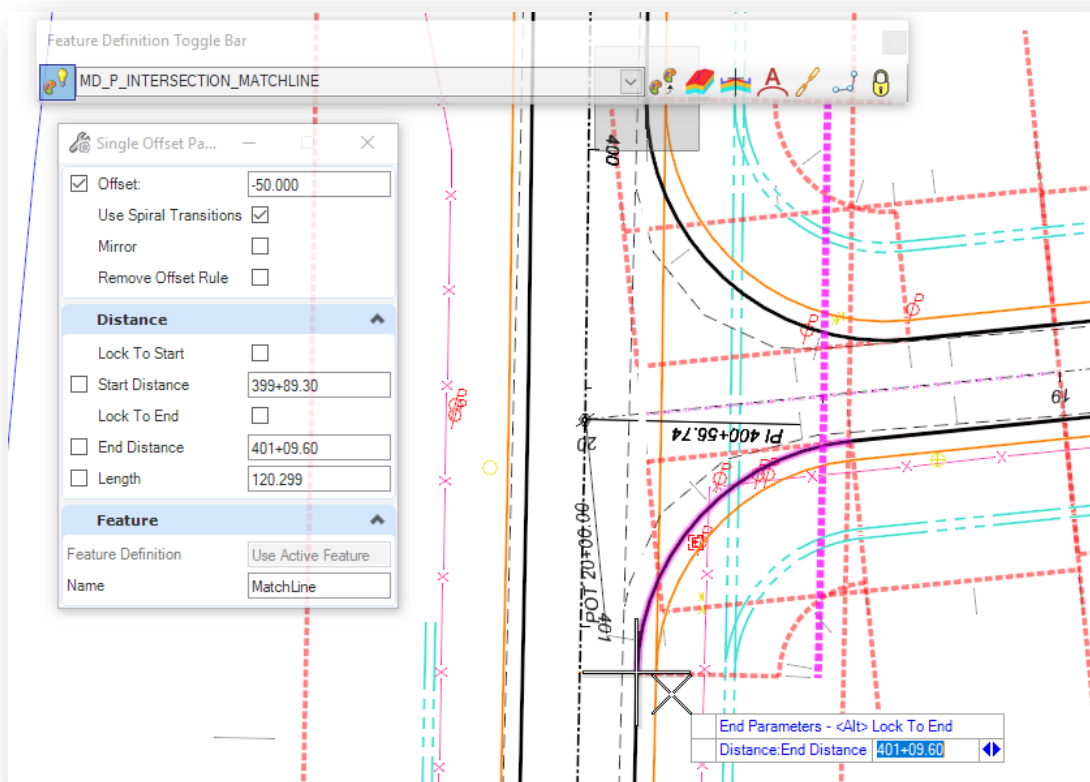 Feature Definition Toggle Bar
MD_P_INTERSECTION_MATCHLINE
Single Offset Pa...
Offset: -50.000
Use Spiral Transitions
Mirror
Remove Offset Rule
Distance
Lock To Start
Start Distance 399+89.30
Lock To End
End Distance 401+09.60
Length 120.299
Feature
Feature Definition Use Active Feature
Name MatchLine
400
P
P
P
19
PI 400+56.74
20
POT 20+00.00
401
P
P
E
End Parameters - <Alt> Lock To End
Distance:End Distance 401+09.60